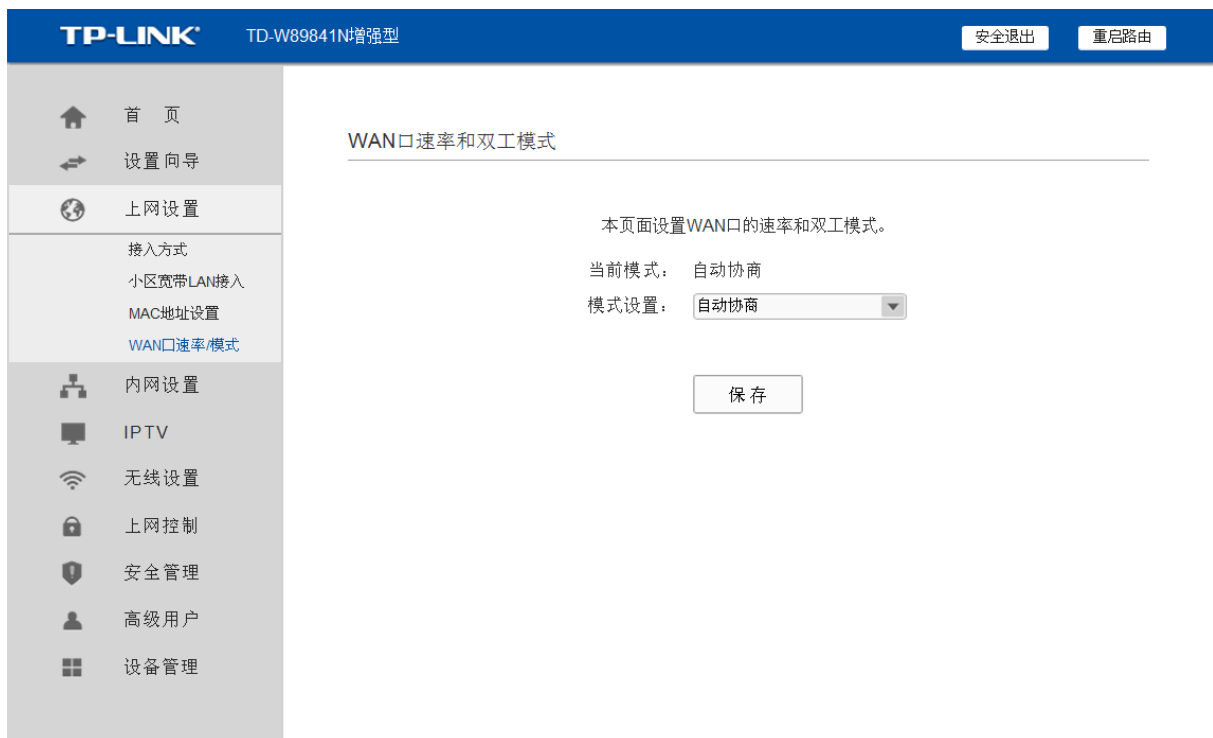 TP-LINK® TD-W89841N增强型 安全退出 重启路由
首 页
设置向导
上网设置
接入方式
小区宽带LAN接入
MAC地址设置
WAN口速率/模式
内网设置
IPTV
无线设置
上网控制
安全管理
高级用户
设备管理
WAN口速率和双工模式
本页面设置WAN口的速率和双工模式。
当前模式： 自动协商
模式设置： 自动协商
保存